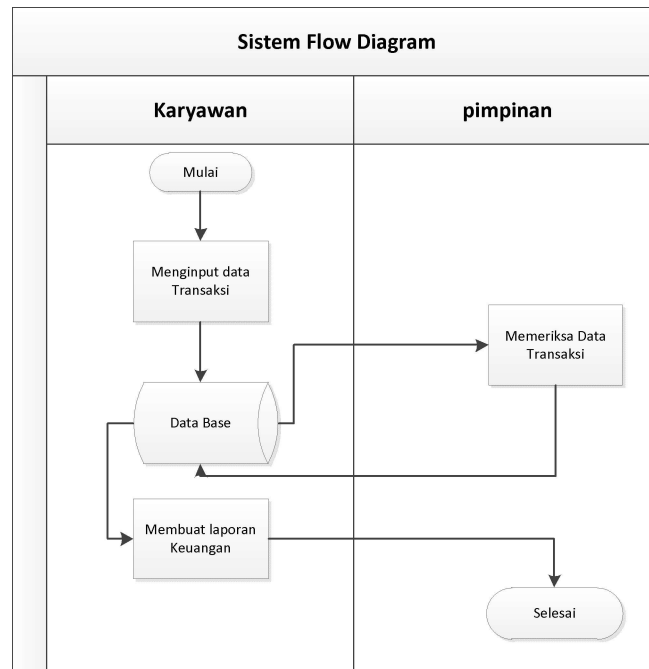 Sistem Flow Diagram
Karyawan
pimpinan
Mulai
Menginput data
Transaksi
Memeriksa Data
Transaksi
Data Base
Membuat laporan
Keuangan
Selesai